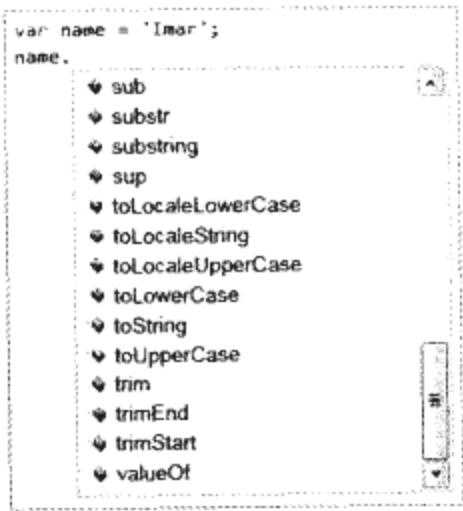 var name = 'Imar';
name.
sub
substr
substring
sup
toLocaleLowerCase
toLocaleString
toLocaleUpperCase
toLowerCase
toString
toUpperCase
trim
trimEnd
trimStart
valueOf